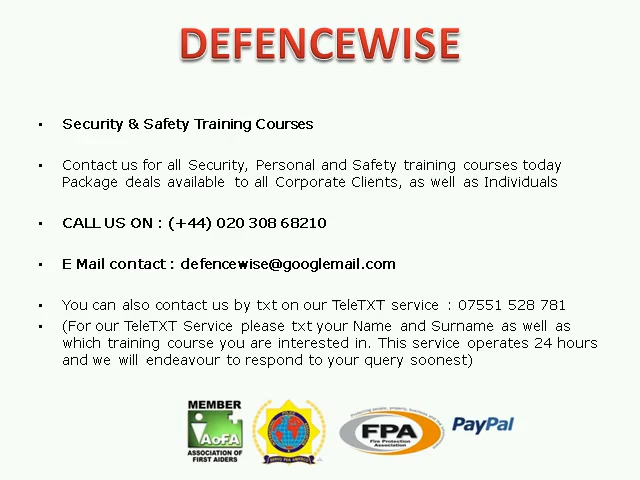 DEFENCEWISE
• Security & Safety Training Courses
• Contact us for all Security, Personal and Safety training courses today
Package deals available to all Corporate Clients, as well as Individuals
• CALL US ON : (+44) 020 308 68210
• E Mail contact : defencewise@googlemail.com
• You can also contact us by txt on our TeleTXT service : 07551 528 781
• (For our TeleTXT Service please txt your Name and Surname as well as
which training course you are interested in. This service operates 24 hours
and we will endeavour to respond to your query soonest)
MEMBER
AoFA
ASSOCIATION OF
FIRST AIDERS
POLICE
FPA
Fire Protection
Association
PayPal